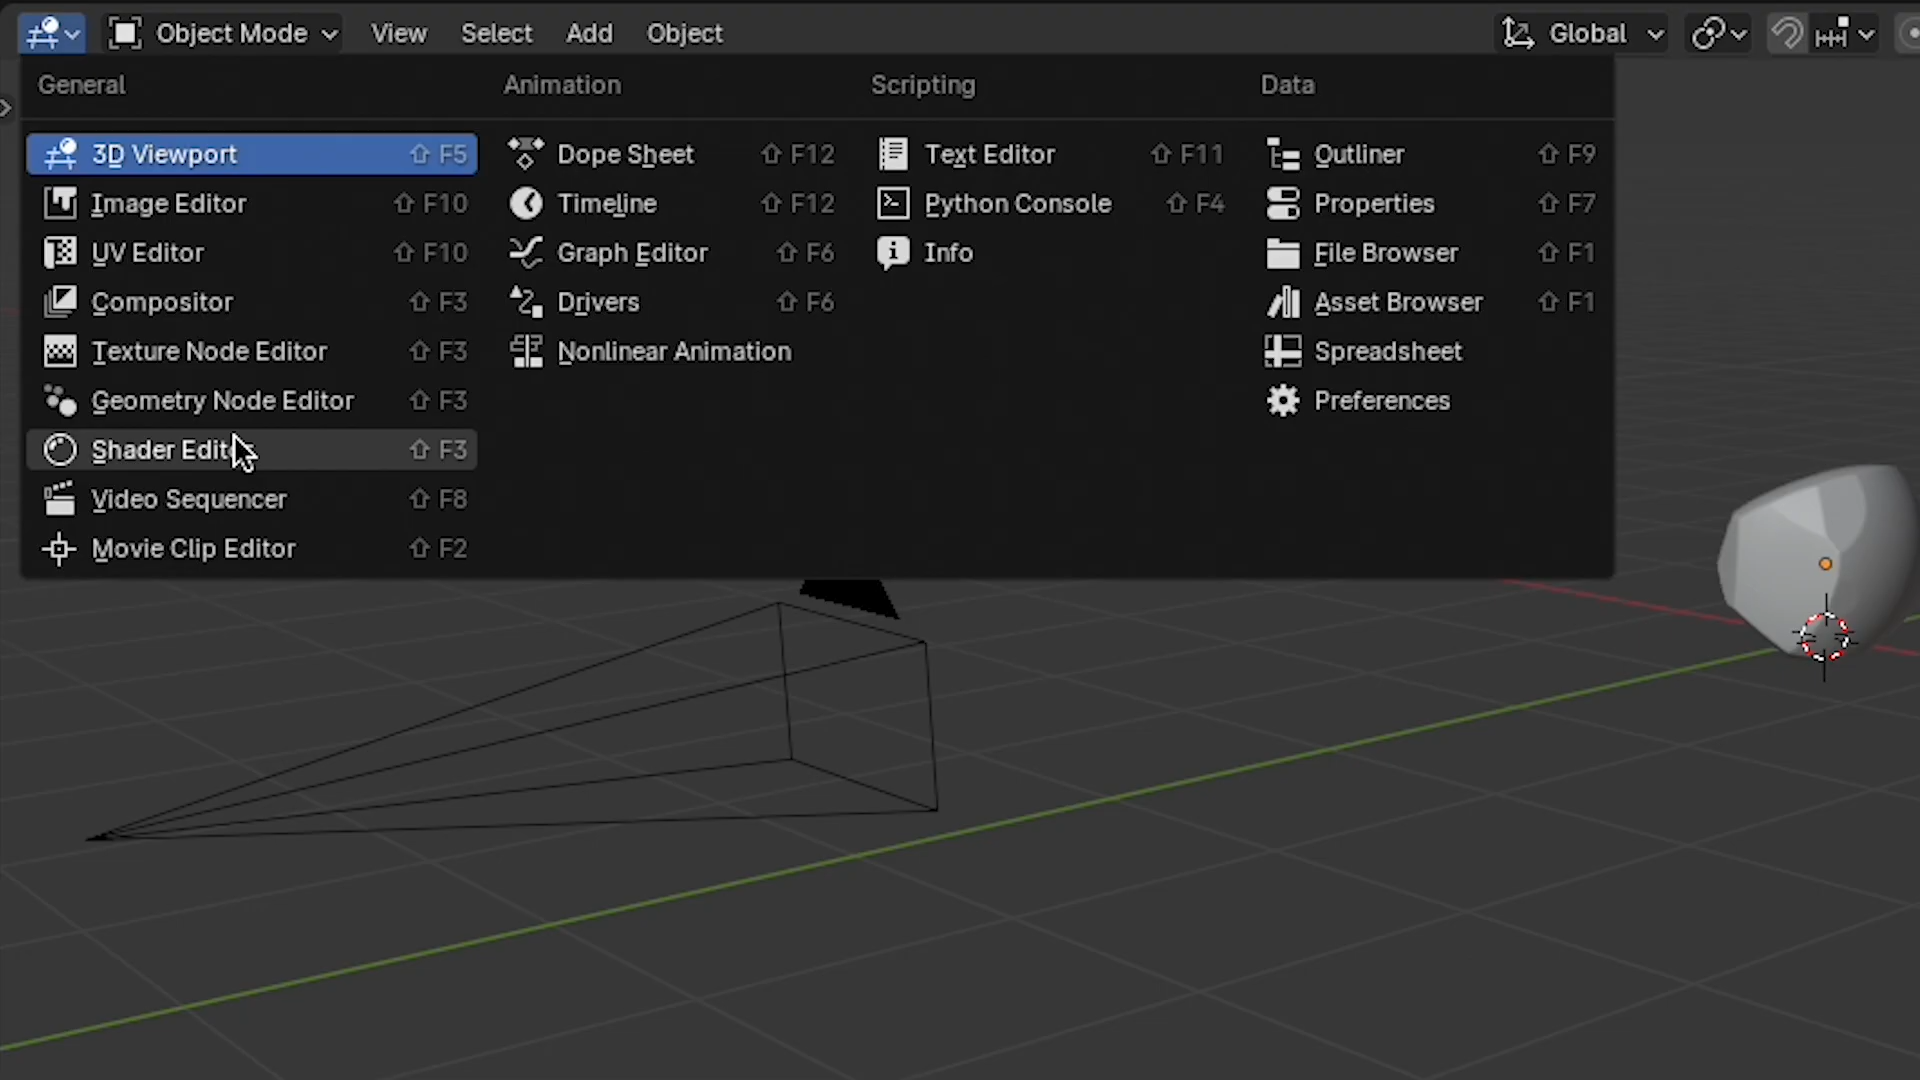 Object Mode View Select Add Object Global
General Animation Scripting Data
3D Viewport ⇧ F5 Dope Sheet ⇧ F12 Text Editor ⇧ F11 Outliner ⇧ F9
Image Editor ⇧ F10 Timeline ⇧ F12 Python Console ⇧ F4 Properties ⇧ F7
UV Editor ⇧ F10 Graph Editor ⇧ F6 Info File Browser ⇧ F1
Compositor ⇧ F3 Drivers ⇧ F6 Asset Browser ⇧ F1
Texture Node Editor ⇧ F3 Nonlinear Animation Spreadsheet
Geometry Node Editor ⇧ F3 Preferences
Shader Editor ⇧ F3
Video Sequencer ⇧ F8
Movie Clip Editor ⇧ F2